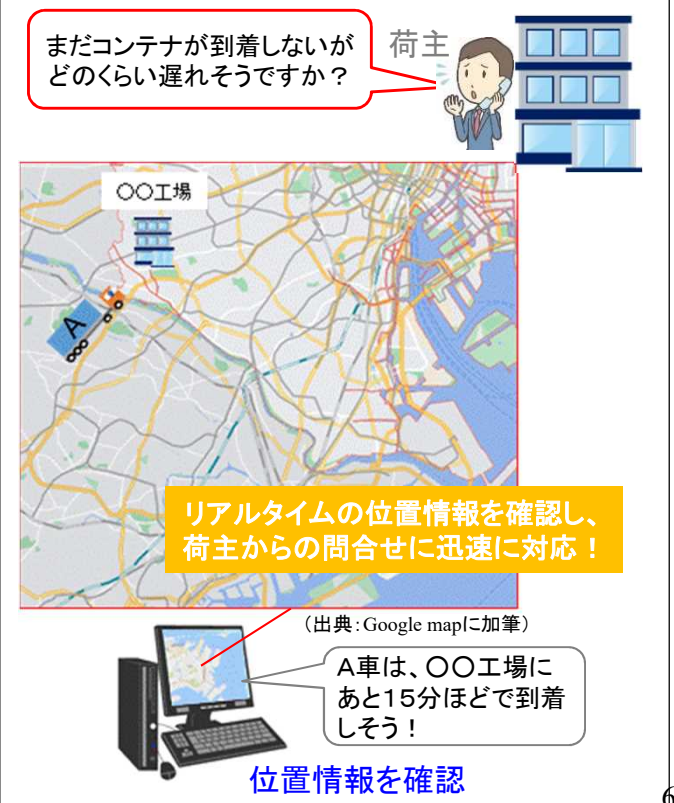 まだコンテナが到着しないが
どのくらい遅れそうですか？
荷主
〇〇工場
A
リアルタイムの位置情報を確認し、
荷主からの問合せに迅速に対応！
（出典：Google mapに加筆）
Ａ車は、〇〇工場に
あと１５分ほどで到着
しそう！
位置情報を確認
6